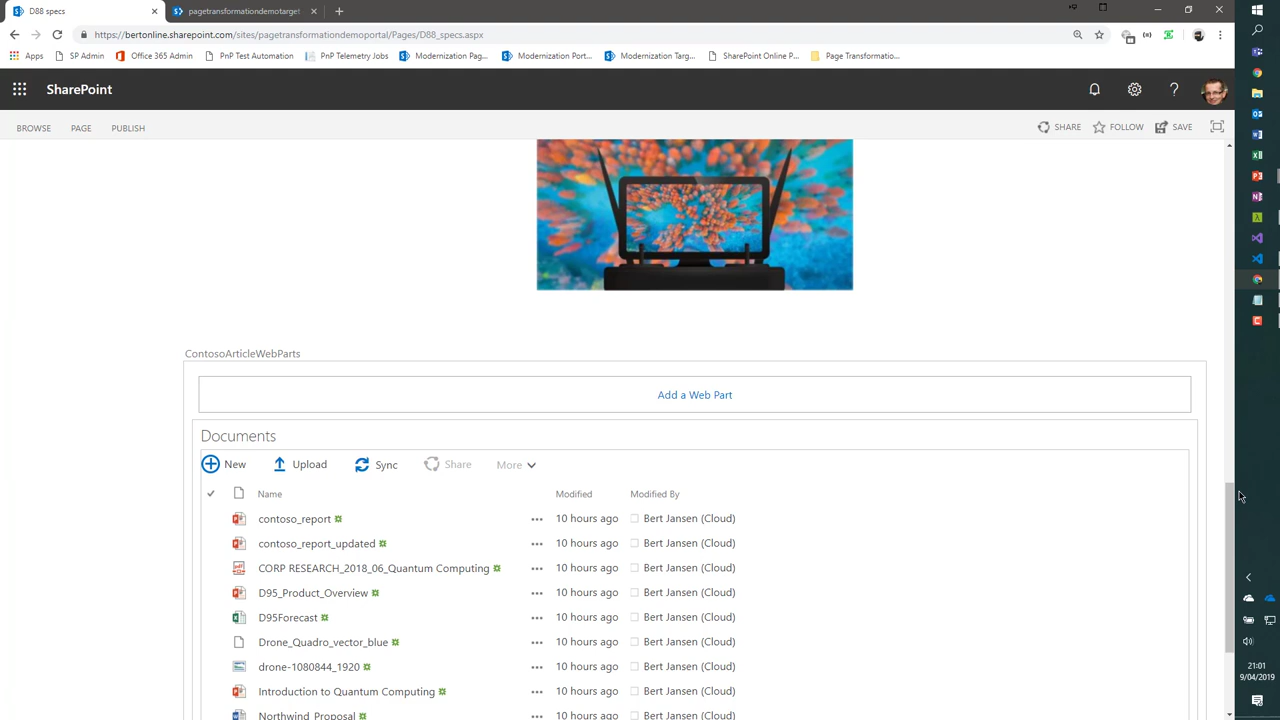 D88 specs
pagetransformationdemotarget
https://bertonline.sharepoint.com/sites/pagetransformationdemoportal/Pages/D88_specs.aspx
Apps
SP Admin
Office 365 Admin
PnP Test Automation
PnP Telemetry Jobs
Modernization Pag...
Modernization Port...
Modernization Targ...
SharePoint Online P...
Page Transformatio...
SharePoint
BROWSE
PAGE
PUBLISH
SHARE
FOLLOW
SAVE
ContosoArticleWebParts
Add a Web Part
Documents
New
Upload
Sync
Share
More
Name
Modified
Modified By
contoso_report
10 hours ago
Bert Jansen (Cloud)
contoso_report_updated
10 hours ago
Bert Jansen (Cloud)
CORP RESEARCH_2018_06_Quantum Computing
10 hours ago
Bert Jansen (Cloud)
D95_Product_Overview
10 hours ago
Bert Jansen (Cloud)
D95Forecast
10 hours ago
Bert Jansen (Cloud)
Drone_Quadro_vector_blue
10 hours ago
Bert Jansen (Cloud)
drone-1080844_1920
10 hours ago
Bert Jansen (Cloud)
Introduction to Quantum Computing
10 hours ago
Bert Jansen (Cloud)
Northwind_Proposal
10 hours ago
Bert Jansen (Cloud)
21:01
9/04/2019